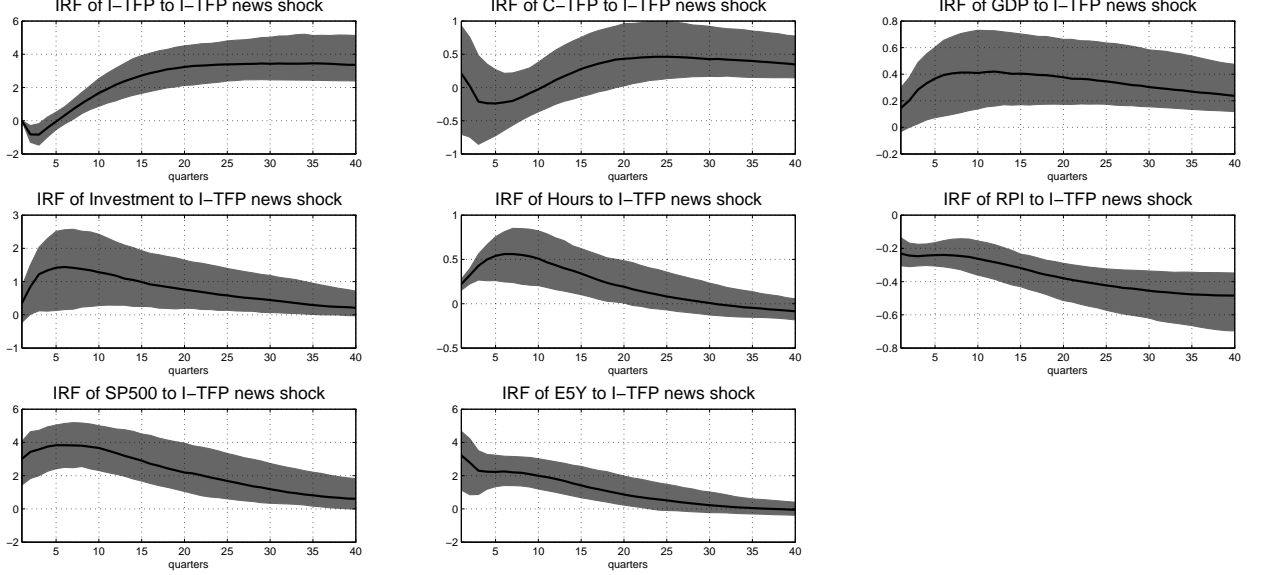 IRF of I−TFP to I−TFP news shock
6
4
2
0
−2
5 10 15 20 25 30 35 40
quarters
IRF of C−TFP to I−TFP news shock
1
0.5
0
−0.5
−1
5 10 15 20 25 30 35 40
quarters
IRF of GDP to I−TFP news shock
0.8
0.6
0.4
0.2
0
−0.2
5 10 15 20 25 30 35 40
quarters
IRF of Investment to I−TFP news shock
3
2
1
0
−1
5 10 15 20 25 30 35 40
quarters
IRF of Hours to I−TFP news shock
1
0.5
0
−0.5
5 10 15 20 25 30 35 40
quarters
IRF of RPI to I−TFP news shock
0
−0.2
−0.4
−0.6
−0.8
5 10 15 20 25 30 35 40
quarters
IRF of SP500 to I−TFP news shock
6
4
2
0
−2
5 10 15 20 25 30 35 40
quarters
IRF of E5Y to I−TFP news shock
6
4
2
0
−2
5 10 15 20 25 30 35 40
quarters